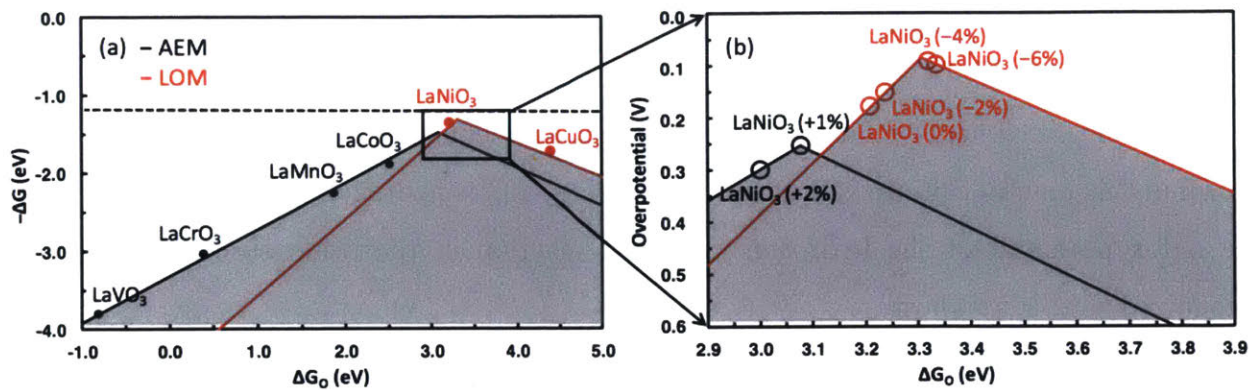 (a)
– AEM
– LOM
LaNiO3
LaCuO3
LaCoO3
LaMnO3
LaCrO3
LaVO3
−ΔG (eV)
-0.0
-1.0
-2.0
-3.0
-4.0
-1.0 0.0 1.0 2.0 3.0 4.0 5.0
ΔGO (eV)
(b)
LaNiO3 (−4%)
LaNiO3 (−6%)
LaNiO3 (−2%)
LaNiO3 (0%)
LaNiO3 (+1%)
LaNiO3 (+2%)
Overpotential (V)
0.0
0.1
0.2
0.3
0.4
0.5
0.6
2.9 3.0 3.1 3.2 3.3 3.4 3.5 3.6 3.7 3.8 3.9
ΔGO (eV)